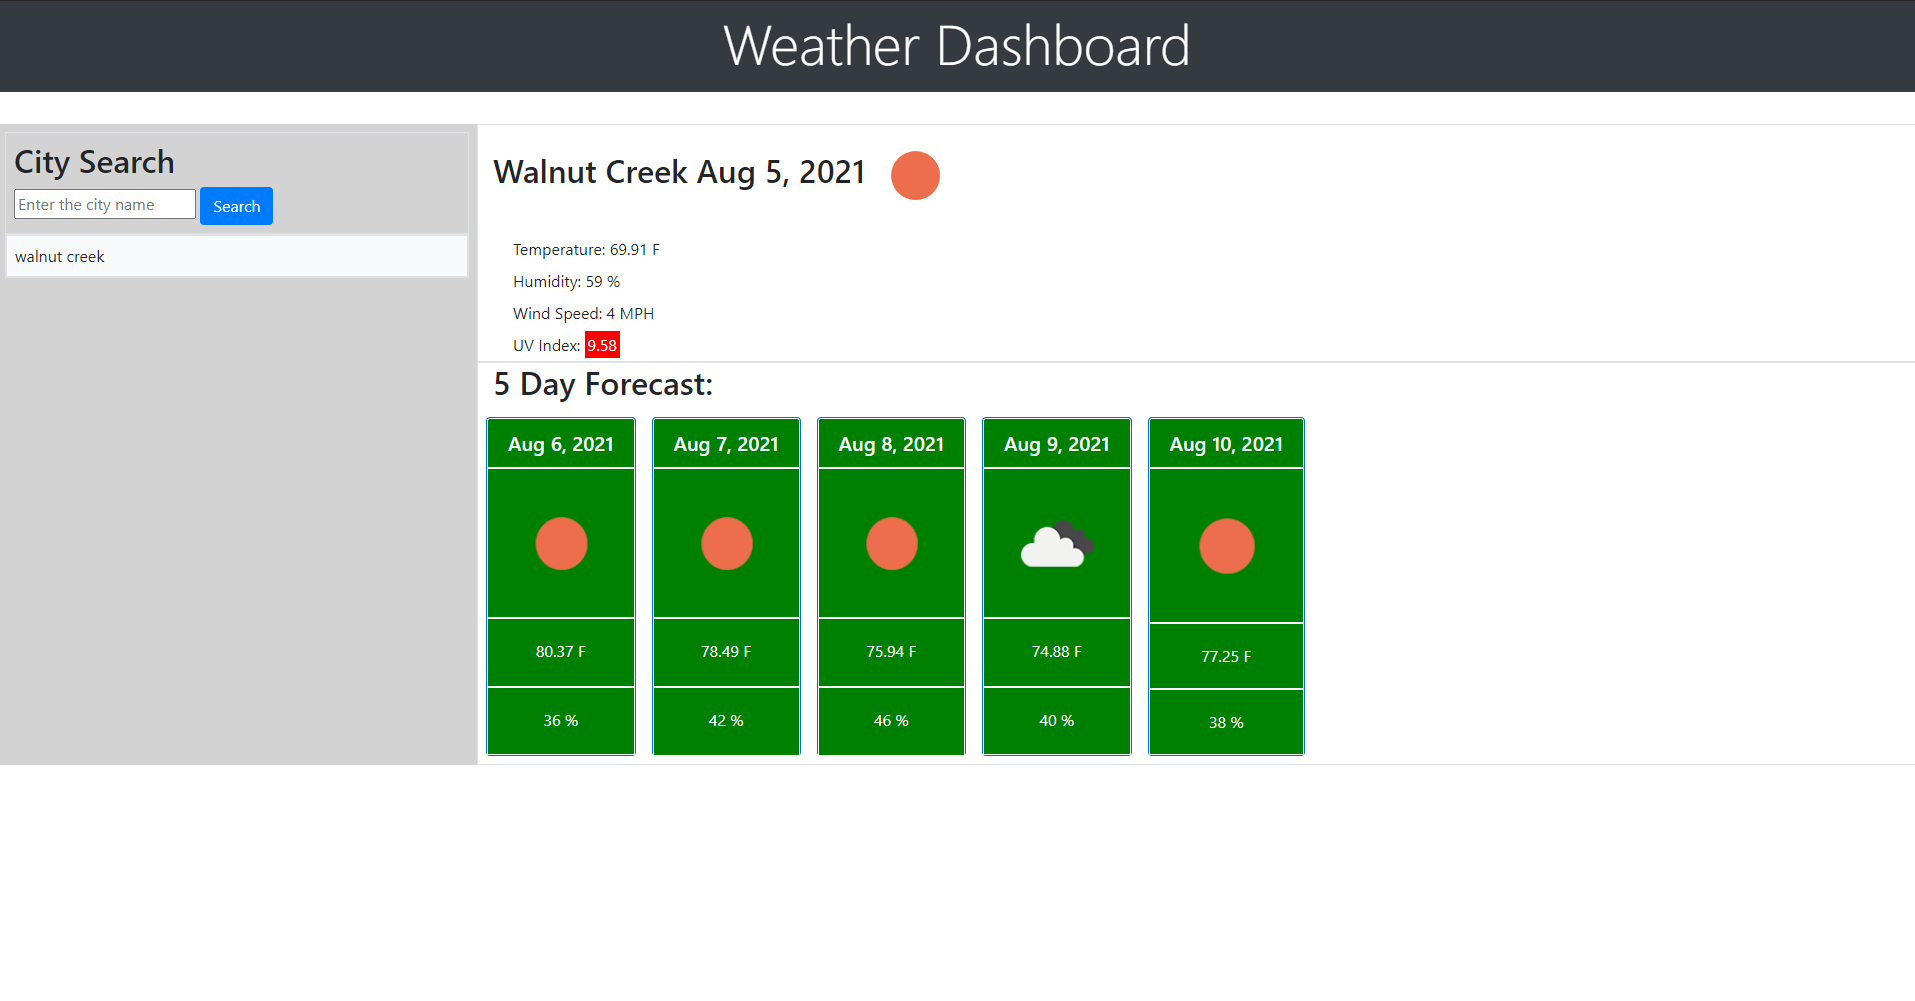 Weather Dashboard
City Search
Enter the city name
Search
walnut creek
Walnut Creek Aug 5, 2021
Temperature: 69.91 F
Humidity: 59 %
Wind Speed: 4 MPH
UV Index: 9.58
5 Day Forecast:
Aug 6, 2021
80.37 F
36 %
Aug 7, 2021
78.49 F
42 %
Aug 8, 2021
75.94 F
46 %
Aug 9, 2021
74.88 F
40 %
Aug 10, 2021
77.25 F
38 %